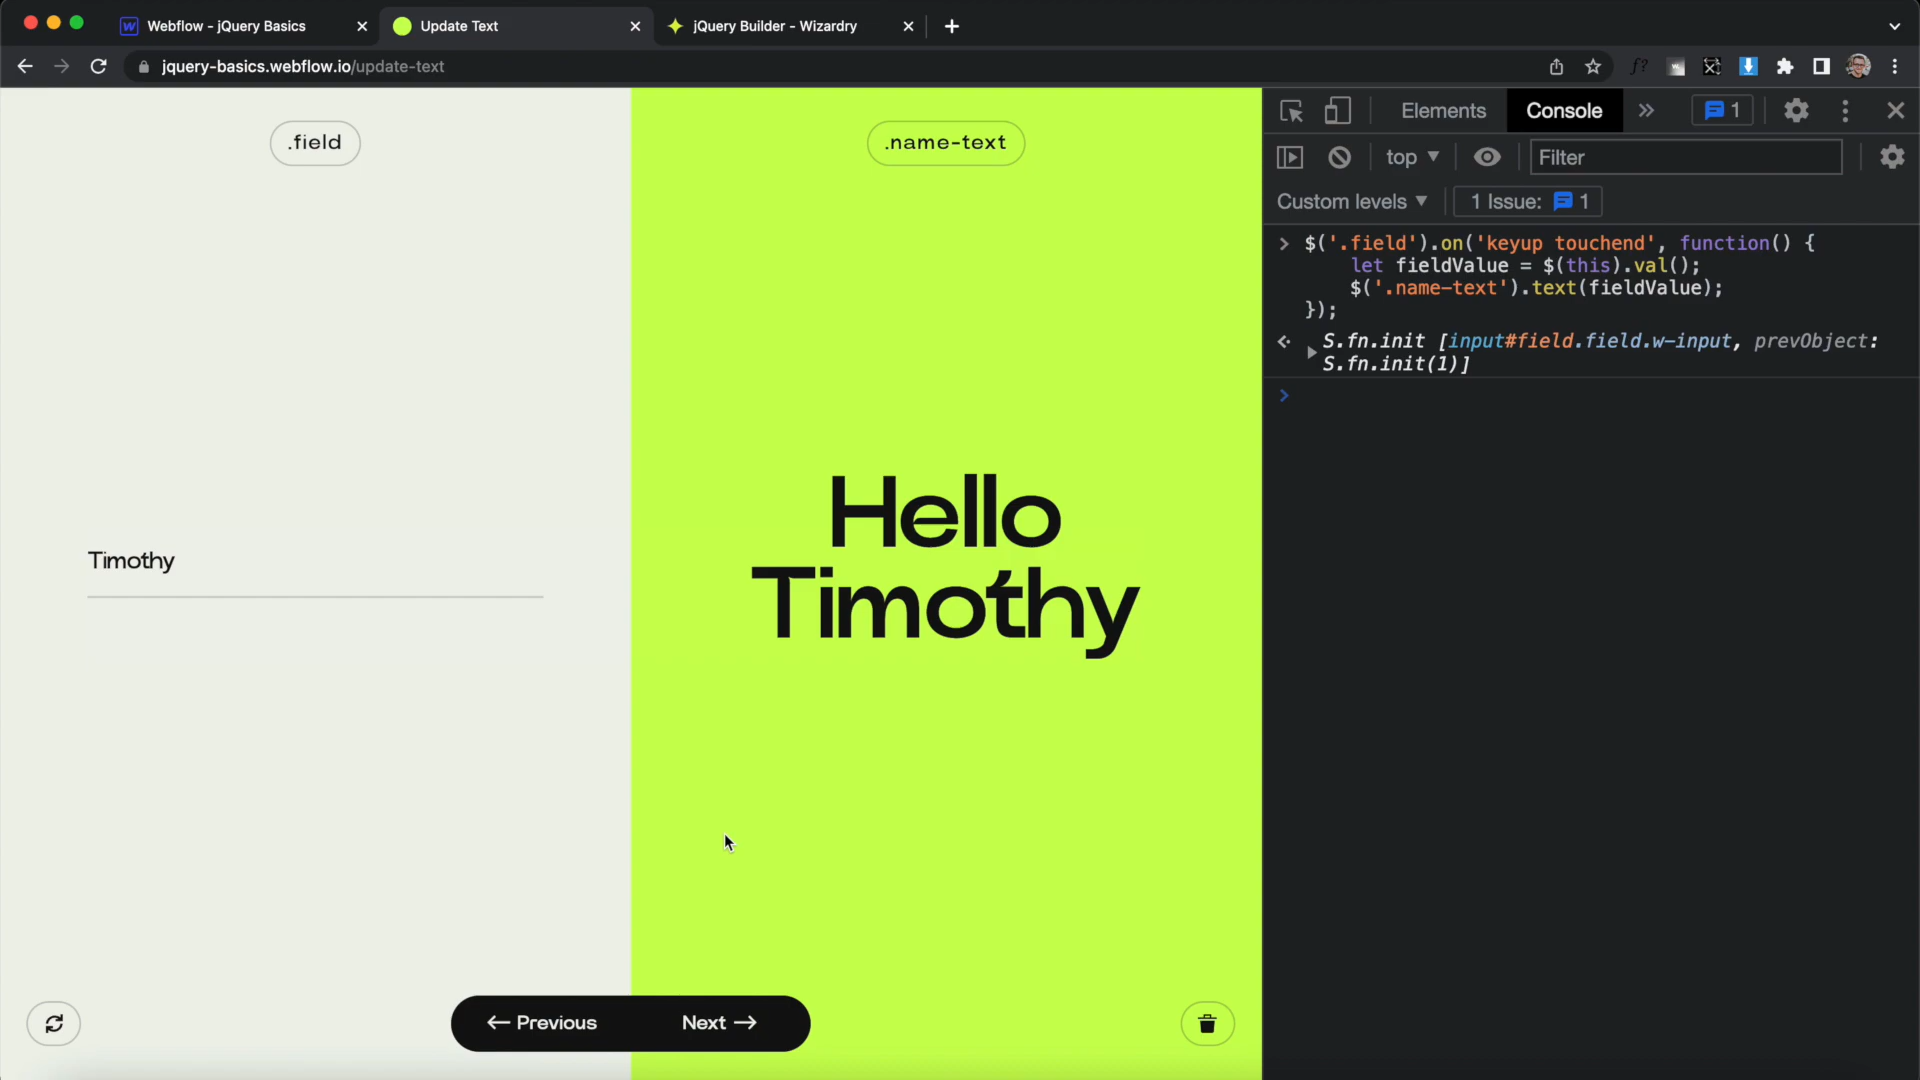 Webflow - jQuery Basics
Update Text
jQuery Builder - Wizardry
jquery-basics.webflow.io/update-text
.field
.name-text
Elements
Console
1
top
Filter
Custom levels
1 Issue: 1
$('.field').on('keyup touchend', function() {
let fieldValue = $(this).val();
$('.name-text').text(fieldValue);
});
S.fn.init [input#field.field.w-input, prevObject:
S.fn.init(1)]
Timothy
Hello
Timothy
← Previous
Next →